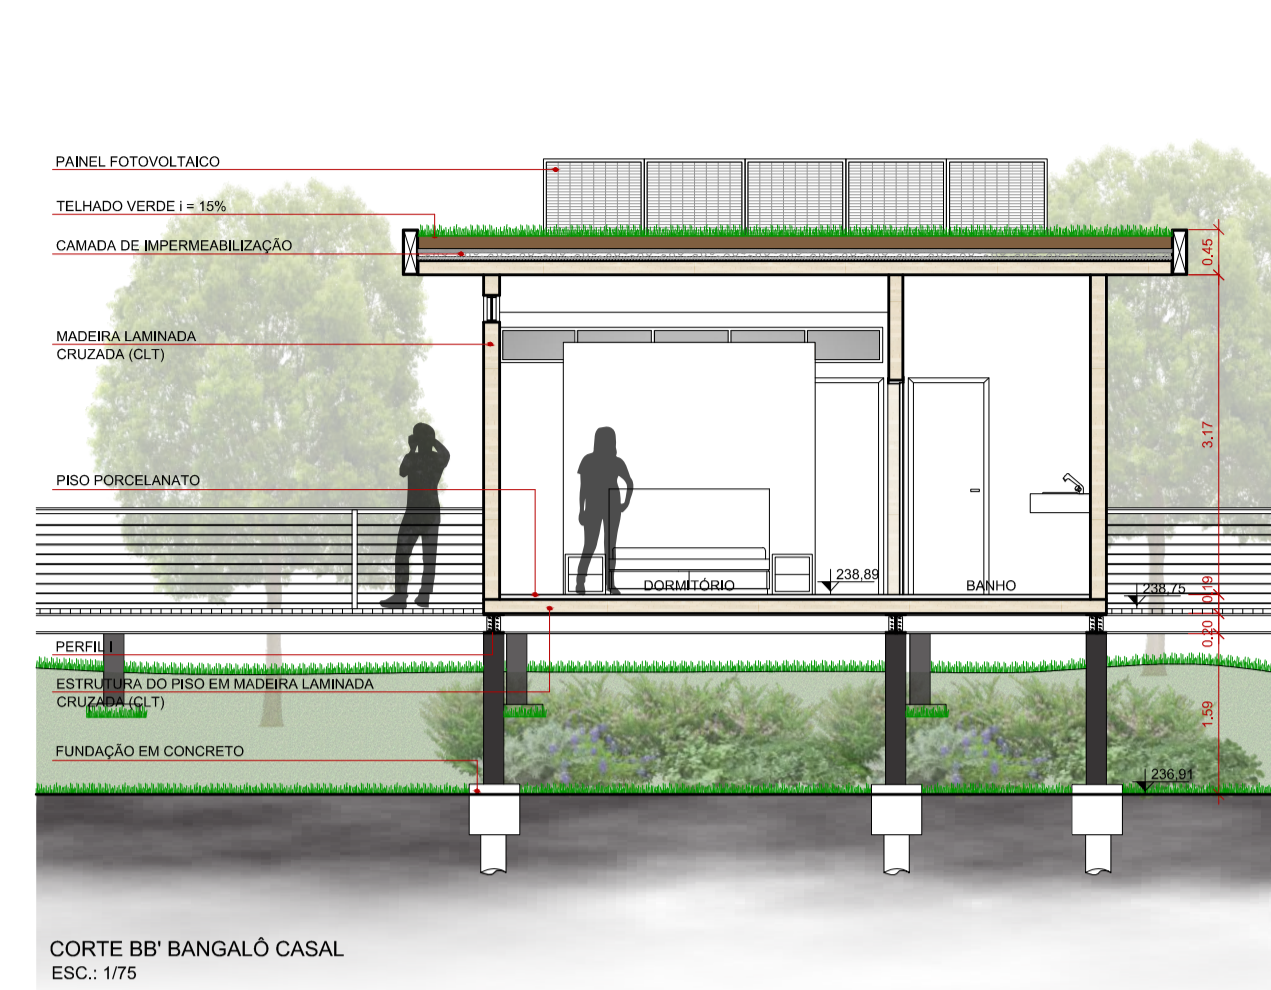 PAINEL FOTOVOLTAICO
TELHADO VERDE i = 15%
CAMADA DE IMPERMEABILIZAÇÃO
0.45
MADEIRA LAMINADA
CRUZADA (CLT)
3.17
PISO PORCELANATO
DORMITÓRIO
238,89
BANHO
238,75
0.19
0.20
PERFIL I
ESTRUTURA DO PISO EM MADEIRA LAMINADA
CRUZADA (CLT)
1.59
FUNDAÇÃO EM CONCRETO
236,91
CORTE BB' BANGALÔ CASAL
ESC.: 1/75